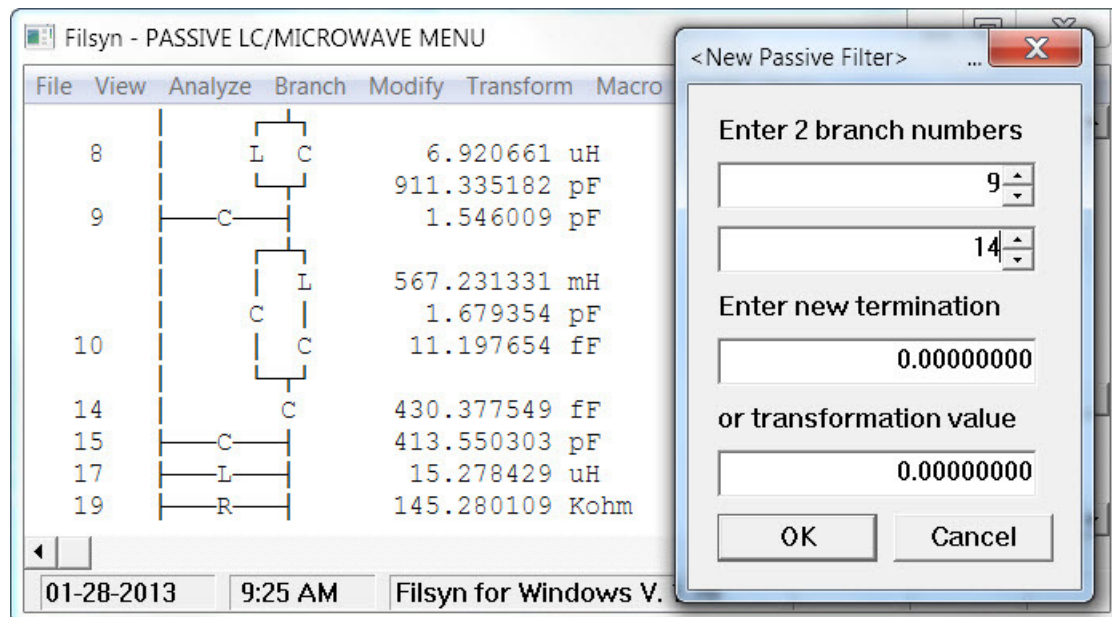 Filsyn - PASSIVE LC/MICROWAVE MENU
File View Analyze Branch Modify Transform Macro
8 L C 6.920661 uH
911.335182 pF
9 C 1.546009 pF
L 567.231331 mH
C 1.679354 pF
10 C 11.197654 fF
14 C 430.377549 fF
15 C 413.550303 pF
17 L 15.278429 uH
19 R 145.280109 Kohm
01-28-2013 9:25 AM Filsyn for Windows V.
<New Passive Filter> ...
Enter 2 branch numbers
9
14
Enter new termination
0.00000000
or transformation value
0.00000000
OK Cancel